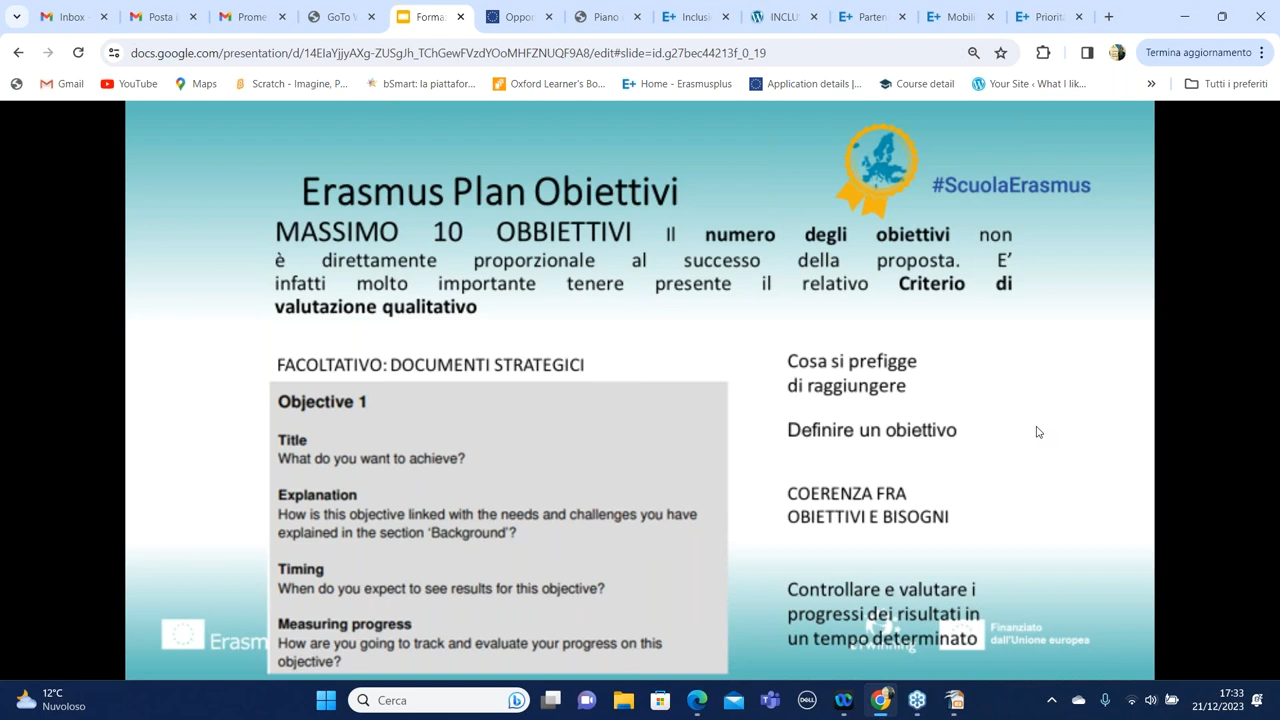 Inbox
Posta i
Prome
GoTo V
Forma
Oppor
Piano
Inclusi
INCLU
Parten
Mobili
Priorità
docs.google.com/presentation/d/14ElaYjjyAXg-ZUSgJh_TChGewFVzdYOoMHFZNUQF9A8/edit#slide=id.g27bec44213f_0_19
Termina aggiornamento
Gmail
YouTube
Maps
Scratch - Imagine, P...
bSmart: la piattafor...
Oxford Learner's Bo...
Home - Erasmusplus
Application details |...
Course detail
Your Site ‹ What I lik...
Tutti i preferiti
#ScuolaErasmus
Erasmus Plan Obiettivi
MASSIMO 10 OBBIETTIVI Il numero degli obiettivi non
è direttamente proporzionale al successo della proposta. E'
infatti molto importante tenere presente il relativo Criterio di
valutazione qualitativo
FACOLTATIVO: DOCUMENTI STRATEGICI
Objective 1
Title
What do you want to achieve?
Explanation
How is this objective linked with the needs and challenges you have
explained in the section 'Background'?
Timing
When do you expect to see results for this objective?
Measuring progress
How are you going to track and evaluate your progress on this
objective?
Cosa si prefigge
di raggiungere
Definire un obiettivo
COERENZA FRA
OBIETTIVI E BISOGNI
Controllare e valutare i
progressi dei risultati in
un tempo determinato
Erasm
Finanziato
dall'Unione europea
12°C
Nuvoloso
Cerca
17:33
21/12/2023